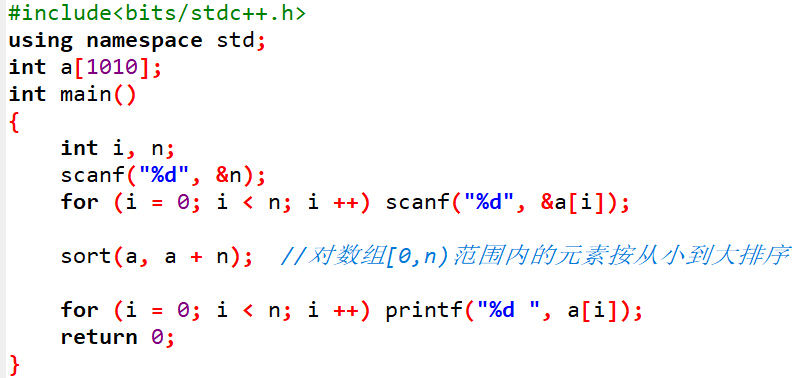 #include<bits/stdc++.h>
using namespace std;
int a[1010];
int main()
{
    int i, n;
    scanf("%d", &n);
    for (i = 0; i < n; i ++) scanf("%d", &a[i]);
    sort(a, a + n);  //对数组[0,n)范围内的元素按从小到大排序
    for (i = 0; i < n; i ++) printf("%d ", a[i]);
    return 0;
}